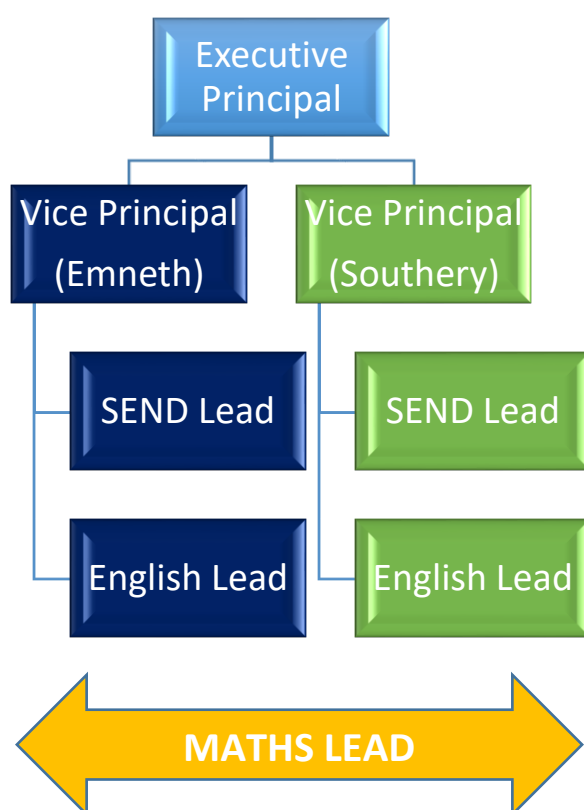 Executive
Principal
Vice Principal
(Emneth)
Vice Principal
(Southery)
SEND Lead
SEND Lead
English Lead
English Lead
MATHS LEAD